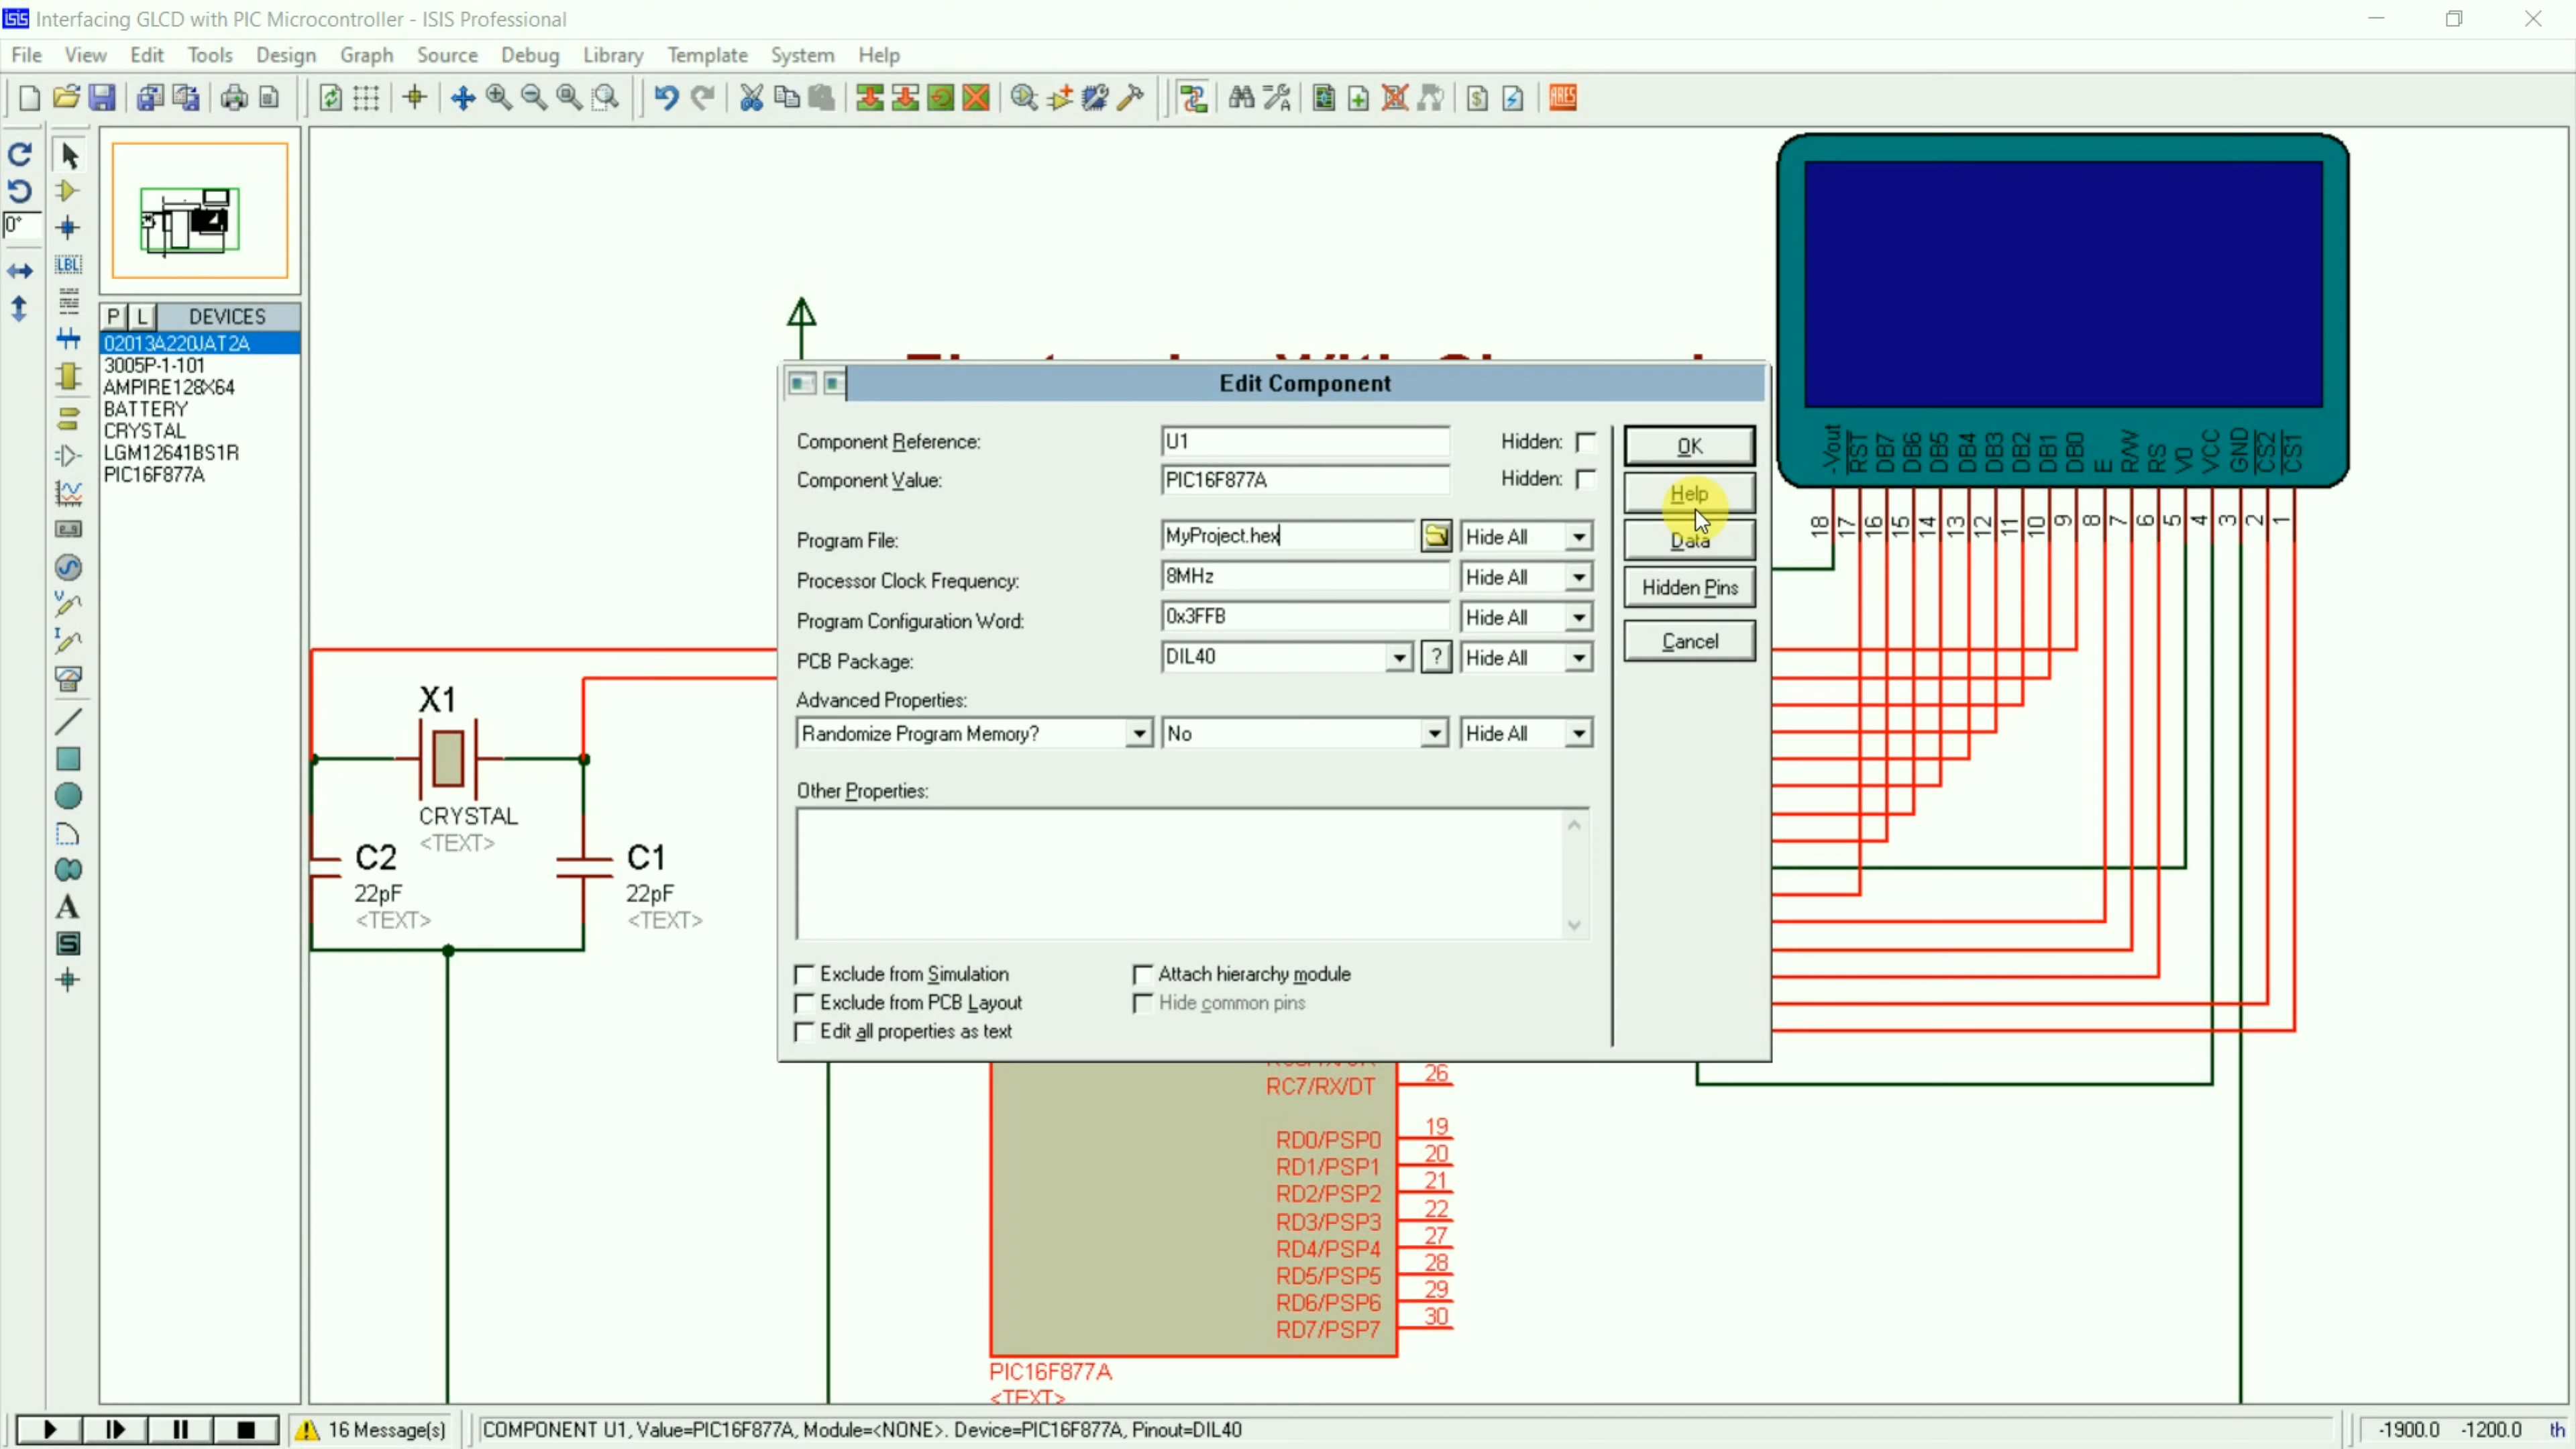 Interfacing GLCD with PIC Microcontroller - ISIS Professional
File View Edit Tools Design Graph Source Debug Library Template System Help
0°
LBL
ARES
P L DEVICES
02013A220JAT2A
3005P-1-101
AMPIRE128X64
BATTERY
CRYSTAL
LGM12641BS1R
PIC16F877A
-Vout RST DB7 DB6 DB5 DB4 DB3 DB2 DB1 DB0 E R/W RS V0 VCC GND CS2 CS1
18 17 16 15 14 13 12 11 10 9 8 7 6 5 4 3 2 1
Edit Component
Component Reference: U1 Hidden: OK
Component Value: PIC16F877A Hidden: Help
Program File: MyProject.hex Hide All Data
Processor Clock Frequency: 8MHz Hide All Hidden Pins
Program Configuration Word: 0x3FFB Hide All Cancel
PCB Package: DIL40 ? Hide All
Advanced Properties:
Randomize Program Memory? No Hide All
Other Properties:
Exclude from Simulation Attach hierarchy module
Exclude from PCB Layout Hide common pins
Edit all properties as text
X1
CRYSTAL
<TEXT>
C2
22pF
<TEXT>
C1
22pF
<TEXT>
26
RC7/RX/DT
RD0/PSP0 19
RD1/PSP1 20
RD2/PSP2 21
RD3/PSP3 22
RD4/PSP4 27
RD5/PSP5 28
RD6/PSP6 29
RD7/PSP7 30
PIC16F877A
<TEXT>
16 Message(s) COMPONENT U1, Value=PIC16F877A, Module=<NONE>. Device=PIC16F877A, Pinout=DIL40 -1900.0 -1200.0 th